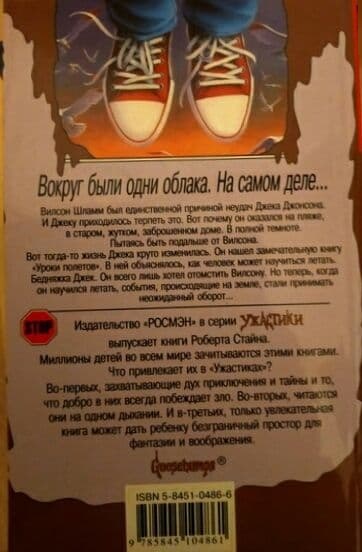 Вокруг были одни облака. На самом деле...
Вилсон Шламм был единственной причиной неудач Джека Джонсона.
И Джеку приходилось терпеть это. Вот почему он оказался на пляже,
в старом, жутком, заброшенном доме. В полной темноте.
Пытаясь быть подальше от Вилсона.
Вот тогда-то жизнь Джека круто изменилась. Он нашел замечательную книгу
«Уроки полетов». В ней объяснялось, как человек может научиться летать.
Бедняжка Джек. Он всего лишь хотел отомстить Вилсону. Но теперь, когда
он научился летать, события, происходящие на земле, стали принимать
неожиданный оборот...
STOP
Издательство «РОСМЭН» в серии УЖАСТИКИ
выпускает книги Роберта Стайна.
Миллионы детей во всем мире зачитываются этими книгами.
Что привлекает их в «Ужастиках»?
Во-первых, захватывающий дух приключения и тайны и то,
что добро в них всегда побеждает зло. Во-вторых, читаются
они на одном дыхании. И в-третьих, только увлекательная
книга может дать ребенку безграничный простор для
фантазии и воображения.
Goosebumps ®
ISBN 5-8451-0486-6
9 785845 104861